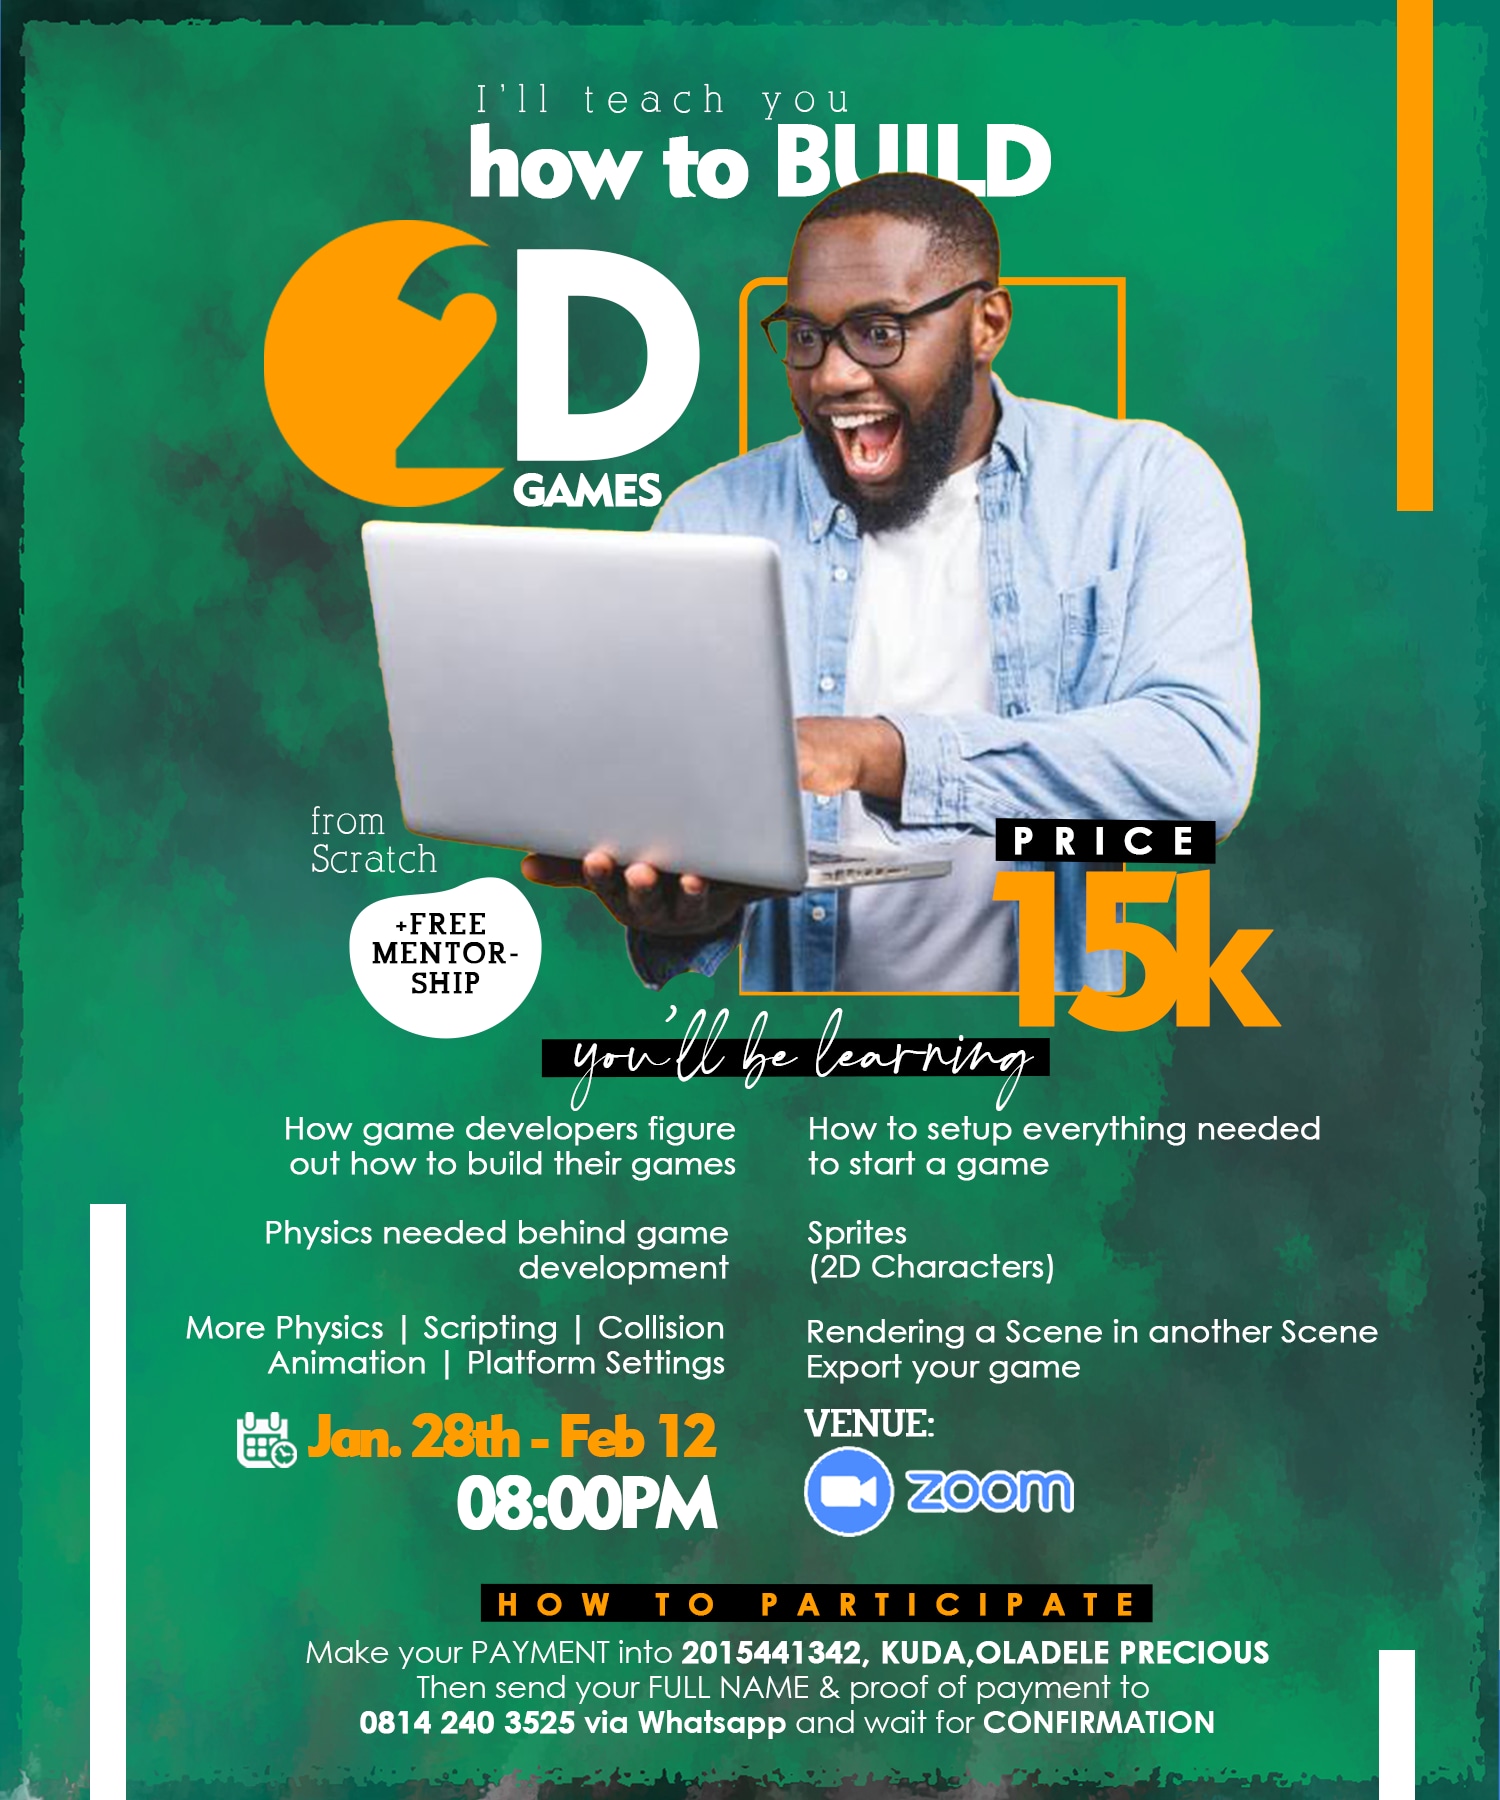 I'll teach you
how to BUILD
2D
GAMES
from
Scratch
+FREE
MENTOR-
SHIP
PRICE
15k
you'll be learning
How game developers figure
out how to build their games
How to setup everything needed
to start a game
Physics needed behind game
development
Sprites
(2D Characters)
More Physics | Scripting | Collision
Animation | Platform Settings
Rendering a Scene in another Scene
Export your game
Jan. 28th - Feb 12
08:00PM
VENUE:
zoom
HOW TO PARTICIPATE
Make your PAYMENT into 2015441342, KUDA,OLADELE PRECIOUS
Then send your FULL NAME & proof of payment to
0814 240 3525 via Whatsapp and wait for CONFIRMATION